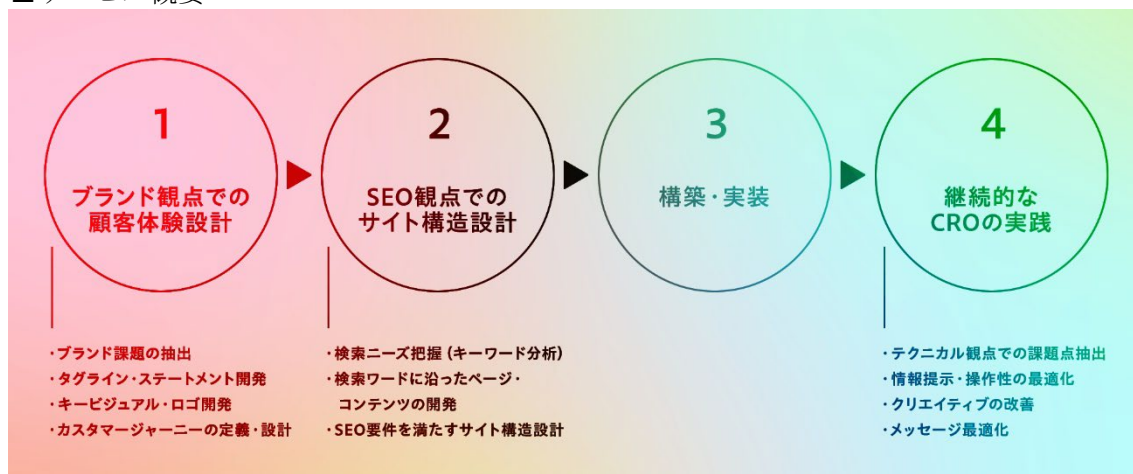 1
ブランド観点での
顧客体験設計
・ブランド課題の抽出
・タグライン・ステートメント開発
・キービジュアル・ロゴ開発
・カスタマージャーニーの定義・設計
2
SEO観点での
サイト構造設計
・検索ニーズ把握（キーワード分析）
・検索ワードに沿ったページ・
コンテンツの開発
・SEO要件を満たすサイト構造設計
3
構築・実装
4
継続的な
CROの実践
・テクニカル観点での課題点抽出
・情報提示・操作性の最適化
・クリエイティブの改善
・メッセージ最適化